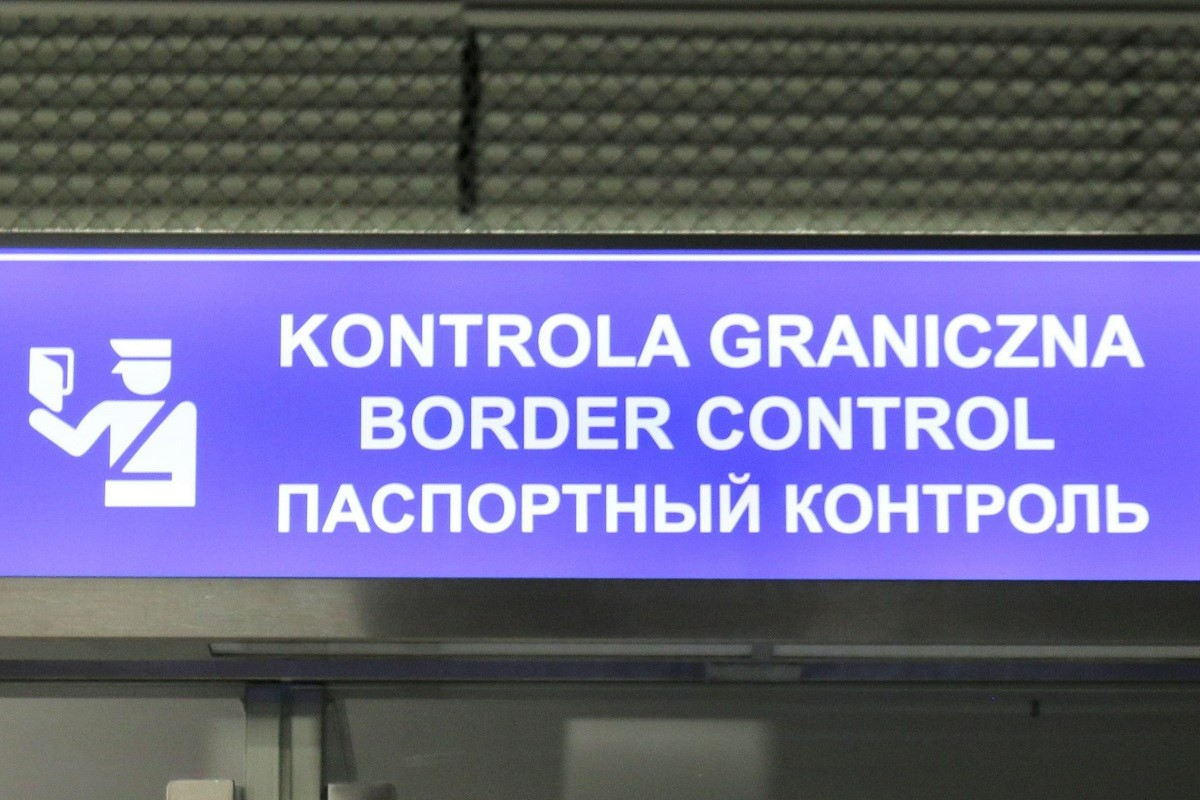 KONTROLA GRANICZNA
BORDER CONTROL
ПАСПОРТНЫЙ КОНТРОЛЬ